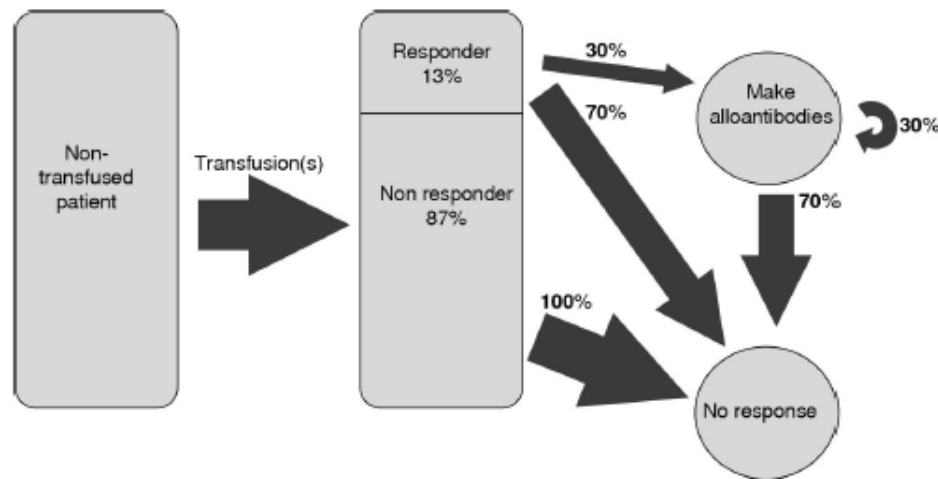 Non-
transfused
patient
Transfusion(s)
Responder
13%
Non responder
87%
30%
70%
100%
Make
alloantibodies
30%
70%
No response